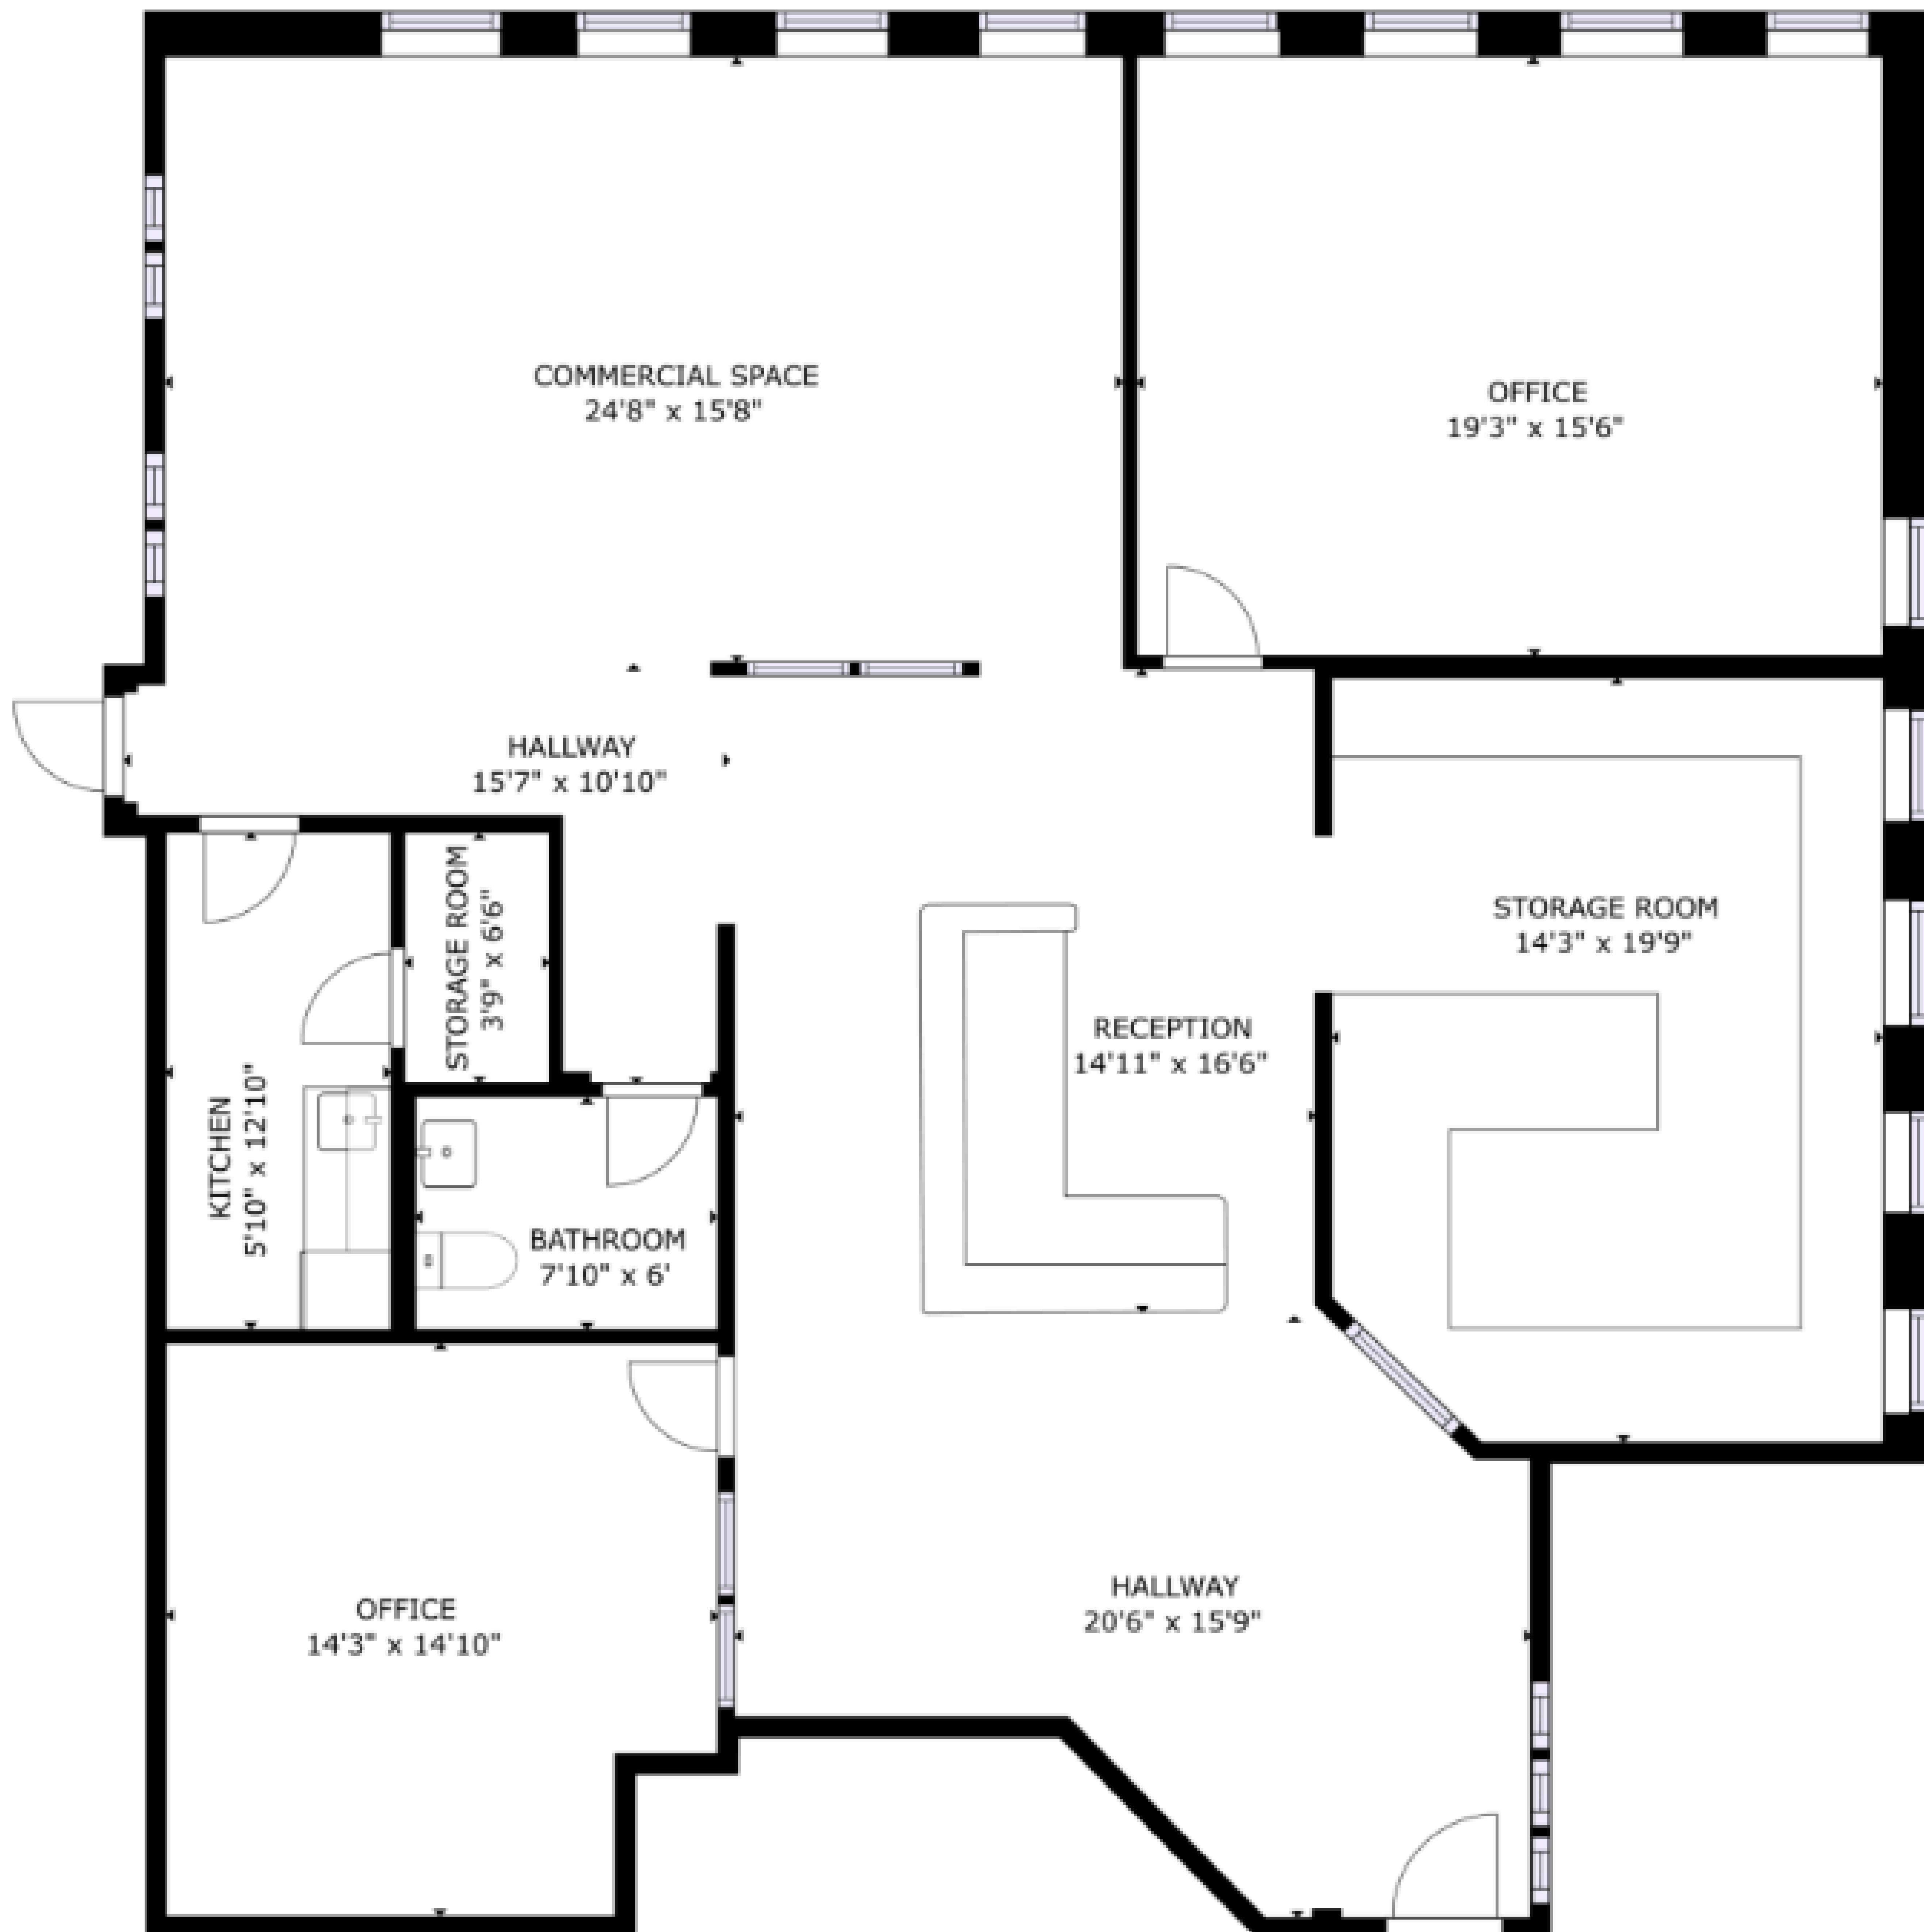 COMMERCIAL SPACE
24'8" x 15'8"
OFFICE
19'3" x 15'6"
HALLWAY
15'7" x 10'10"
STORAGE ROOM
3'9" x 6'6"
STORAGE ROOM
14'3" x 19'9"
RECEPTION
14'11" x 16'6"
KITCHEN
5'10" x 12'10"
BATHROOM
7'10" x 6'
OFFICE
14'3" x 14'10"
HALLWAY
20'6" x 15'9"